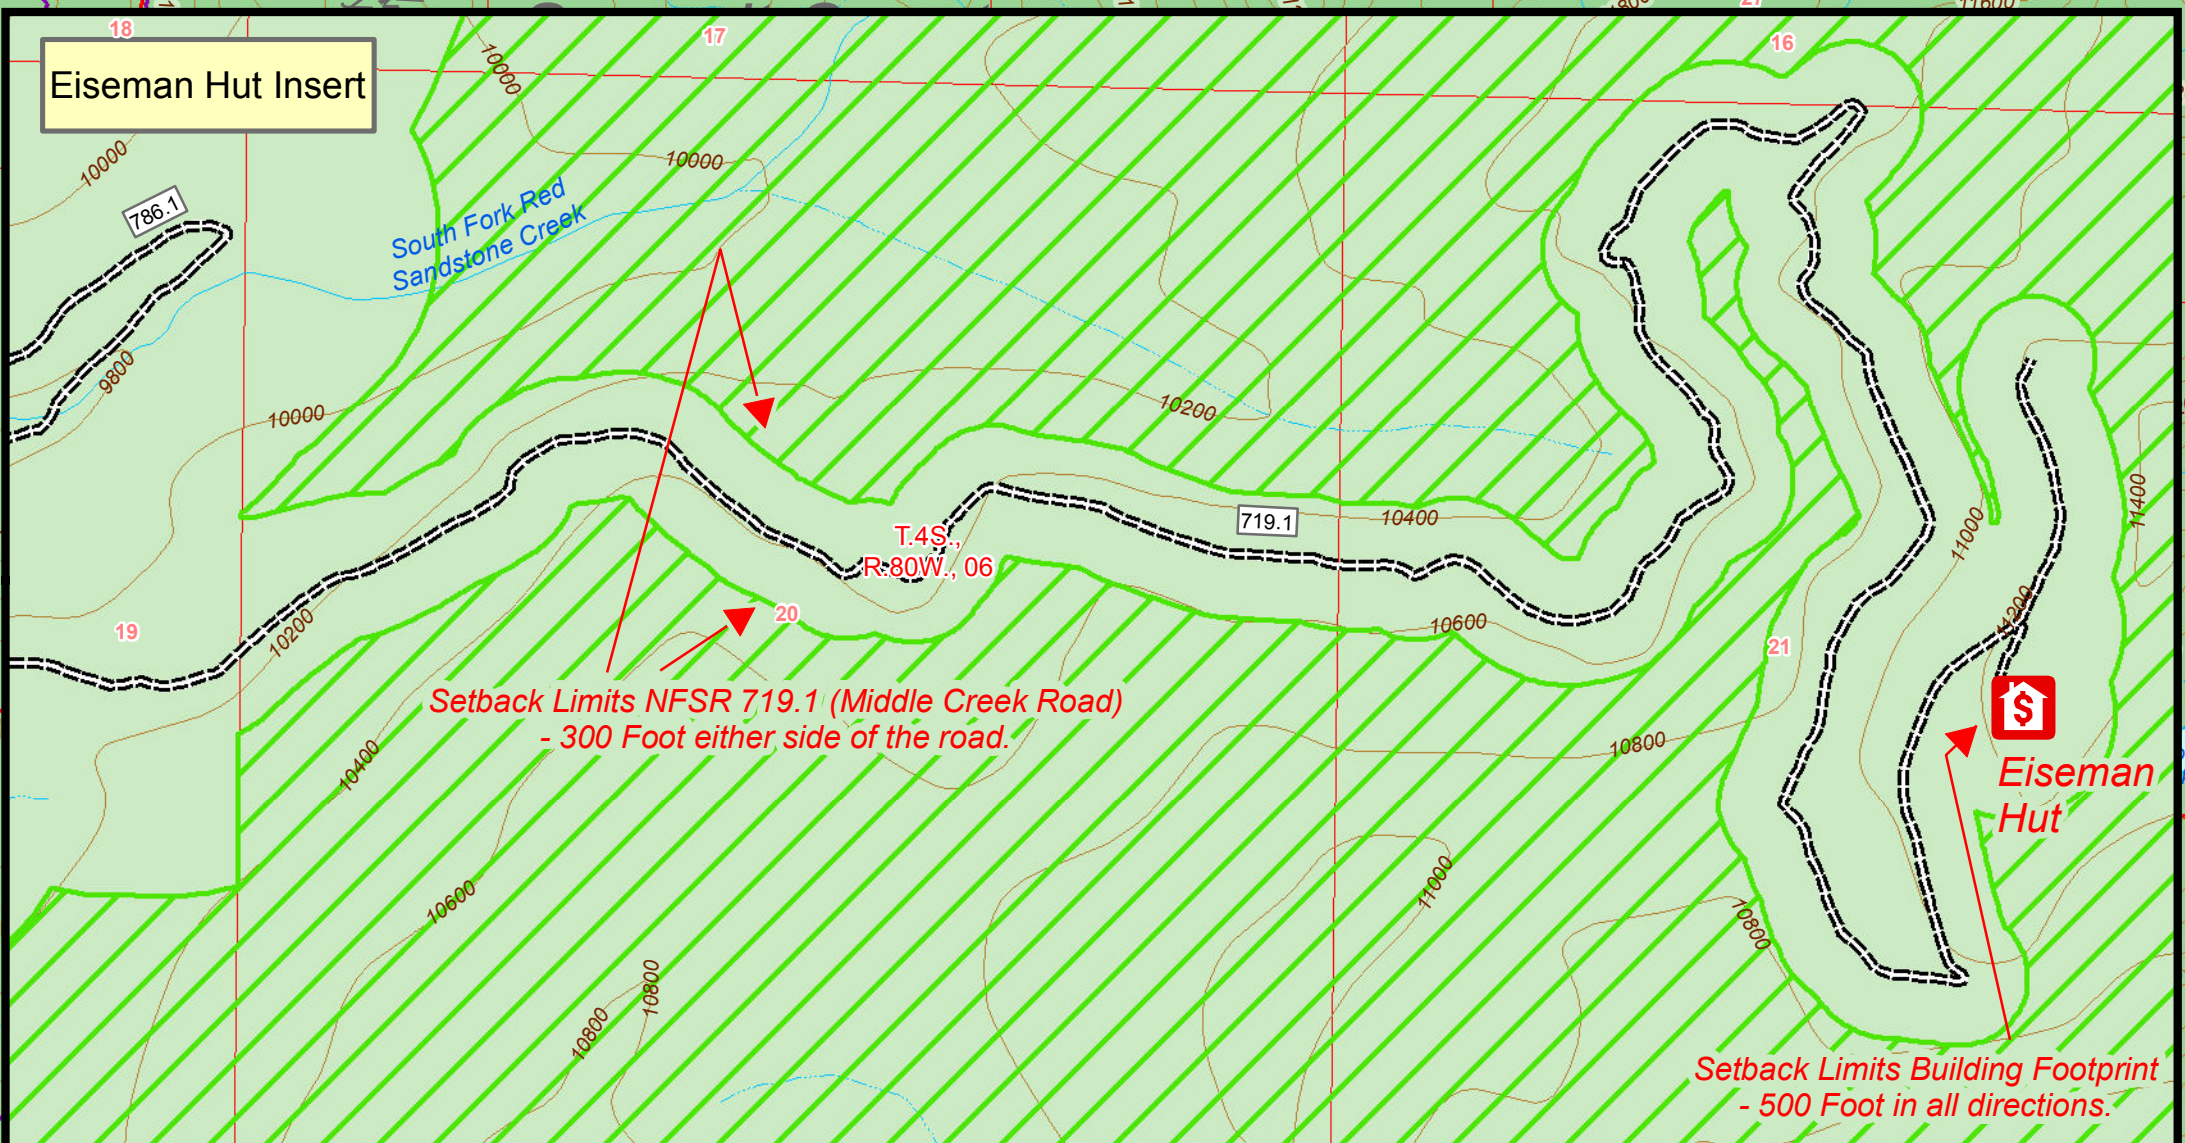 11600
18
17
16
Eiseman Hut Insert
10000
10000
10000
786.1
South Fork Red
Sandstone Creek
9800
10000
10200
11400
719.1
10400
T.4S.,
R.80W., 06
11000
20
19
10200
10600
11200
21
$
Setback Limits NFSR 719.1 (Middle Creek Road)
- 300 Foot either side of the road.
10400
10800
Eiseman
Hut
10600
11000
10800
10800
10800
Setback Limits Building Footprint
- 500 Foot in all directions.